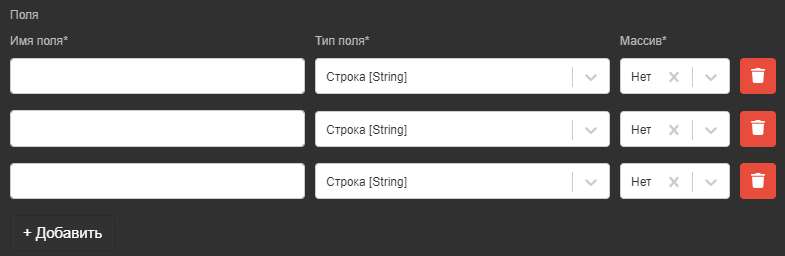 Поля
Имя поля* Тип поля* Массив*
Строка [String] Нет
Строка [String] Нет
Строка [String] Нет
+ Добавить